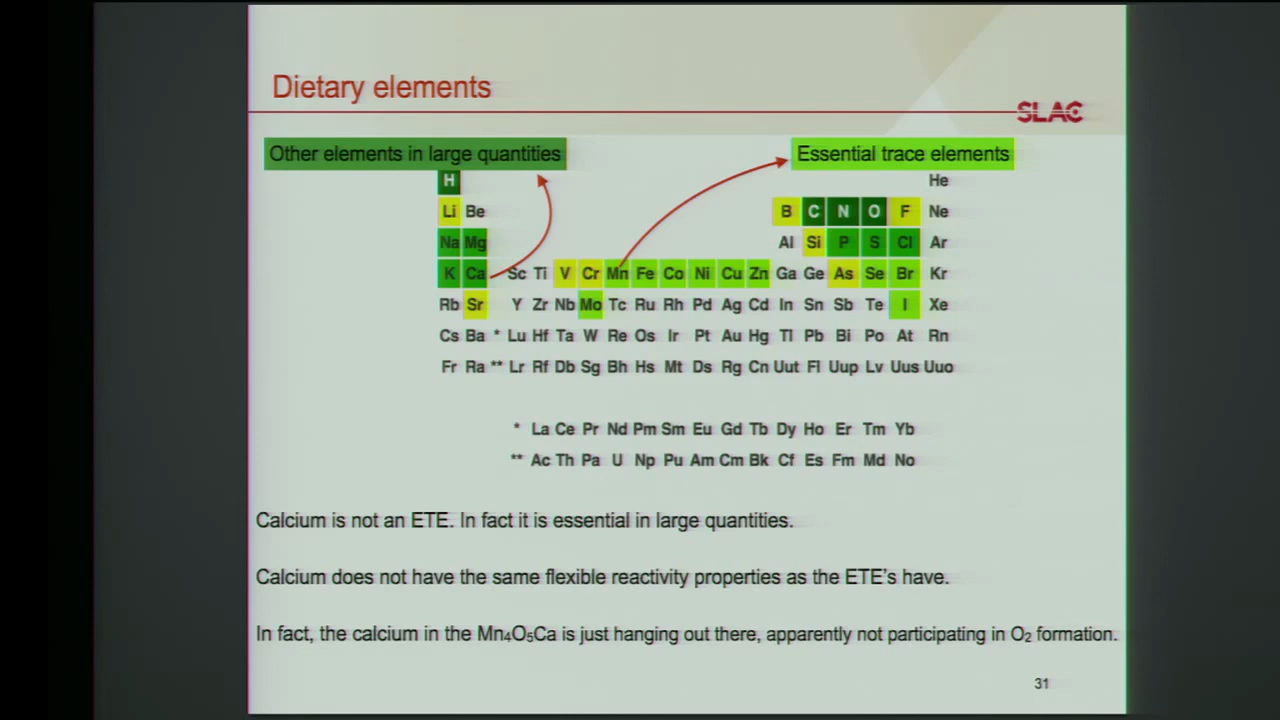 Dietary elements
SLAC
Other elements in large quantities
Essential trace elements
H He
Li Be B C N O F Ne
Na Mg Al Si P S Cl Ar
K Ca Sc Ti V Cr Mn Fe Co Ni Cu Zn Ga Ge As Se Br Kr
Rb Sr Y Zr Nb Mo Tc Ru Rh Pd Ag Cd In Sn Sb Te I Xe
Cs Ba * Lu Hf Ta W Re Os Ir Pt Au Hg Tl Pb Bi Po At Rn
Fr Ra ** Lr Rf Db Sg Bh Hs Mt Ds Rg Cn Uut Fl Uup Lv Uus Uuo
* La Ce Pr Nd Pm Sm Eu Gd Tb Dy Ho Er Tm Yb
** Ac Th Pa U Np Pu Am Cm Bk Cf Es Fm Md No
Calcium is not an ETE. In fact it is essential in large quantities.
Calcium does not have the same flexible reactivity properties as the ETE's have.
In fact, the calcium in the Mn₄O₅Ca is just hanging out there, apparently not participating in O₂ formation.
31